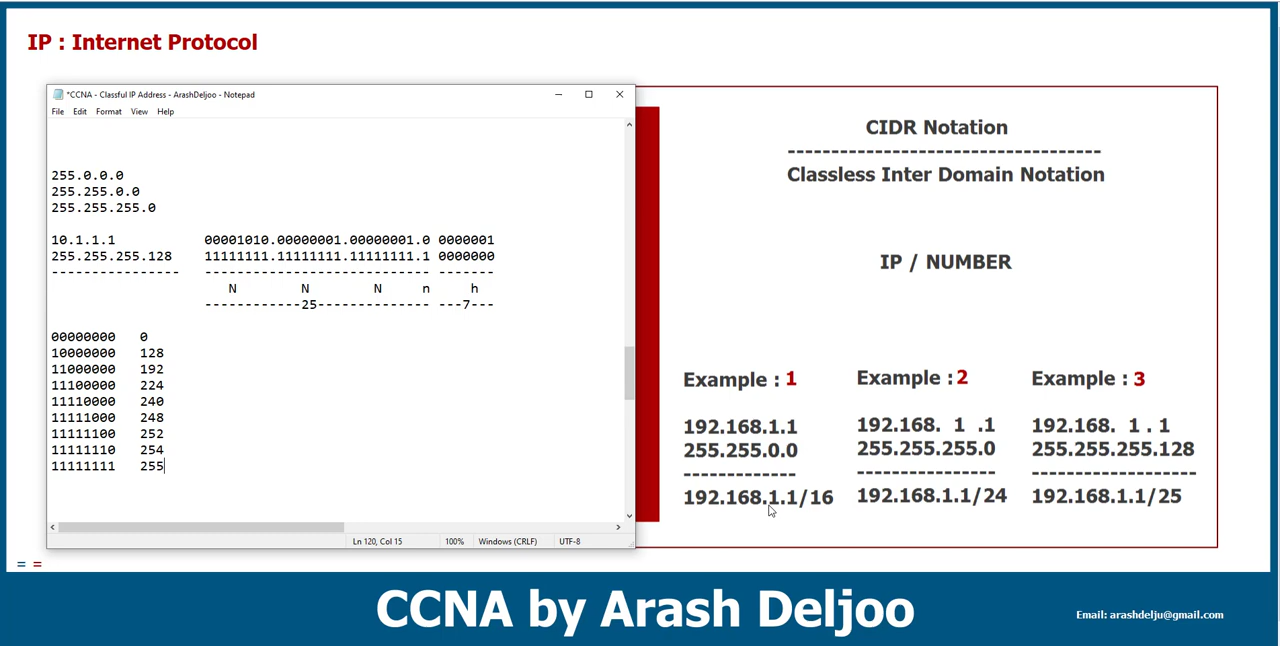 IP : Internet Protocol
*CCNA - Classful IP Address - ArashDeljoo - Notepad
File Edit Format View Help
255.0.0.0
255.255.0.0
255.255.255.0
10.1.1.1 00001010.00000001.00000001.0 0000001
255.255.255.128 11111111.11111111.11111111.1 0000000
---------------- ---------------------------- -------
N N N n h
------------25-------------- ---7---
00000000 0
10000000 128
11000000 192
11100000 224
11110000 240
11111000 248
11111100 252
11111110 254
11111111 255
Ln 120, Col 15 100% Windows (CRLF) UTF-8
CIDR Notation
-----------------------------------
Classless Inter Domain Notation
IP / NUMBER
Example : 1
192.168.1.1
255.255.0.0
-------------
192.168.1.1/16
Example : 2
192.168. 1 .1
255.255.255.0
----------------
192.168.1.1/24
Example : 3
192.168. 1 . 1
255.255.255.128
-------------------
192.168.1.1/25
= =
CCNA by Arash Deljoo
Email: arashdelju@gmail.com